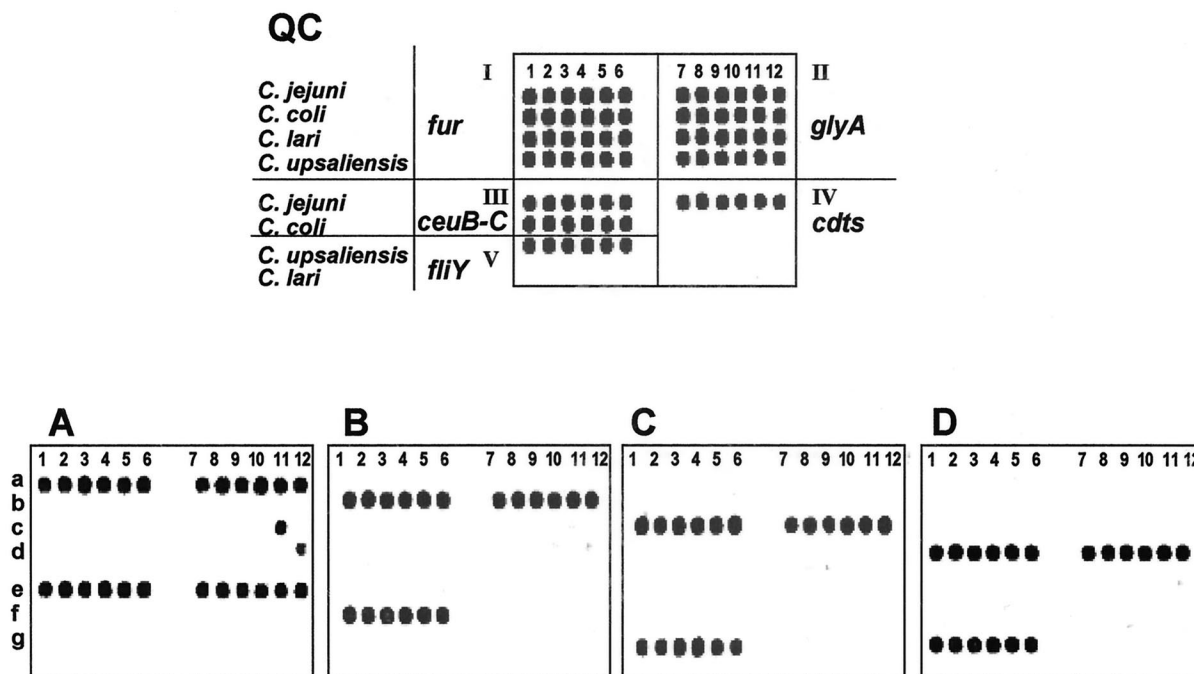 QC
I 1 2 3 4 5 6 7 8 9 10 11 12 II
C. jejuni
C. coli
C. lari
C. upsaliensis
fur glyA
C. jejuni III IV
C. coli ceuB-C cdts
C. upsaliensis V
C. lari fliY
A B C D
1 2 3 4 5 6 7 8 9 10 11 12 1 2 3 4 5 6 7 8 9 10 11 12 1 2 3 4 5 6 7 8 9 10 11 12 1 2 3 4 5 6 7 8 9 10 11 12
a
b
c
d
e
f
g